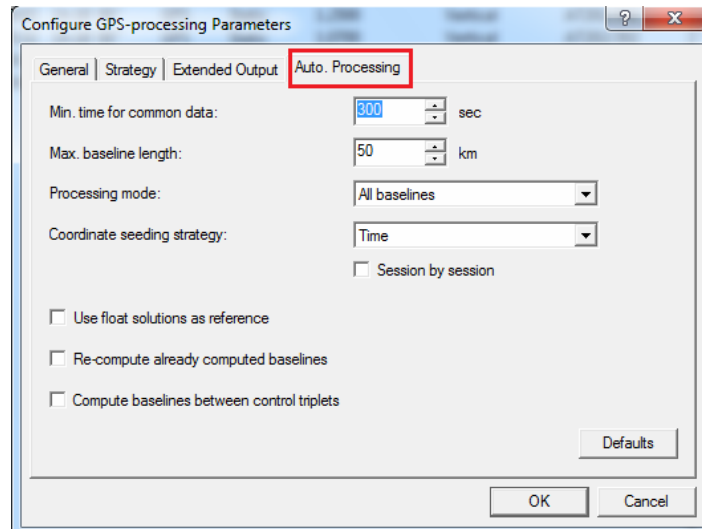 Configure GPS-processing Parameters
General Strategy Extended Output Auto. Processing
Min. time for common data: 300 sec
Max. baseline length: 50 km
Processing mode: All baselines
Coordinate seeding strategy: Time
Session by session
Use float solutions as reference
Re-compute already computed baselines
Compute baselines between control triplets
Defaults
OK Cancel